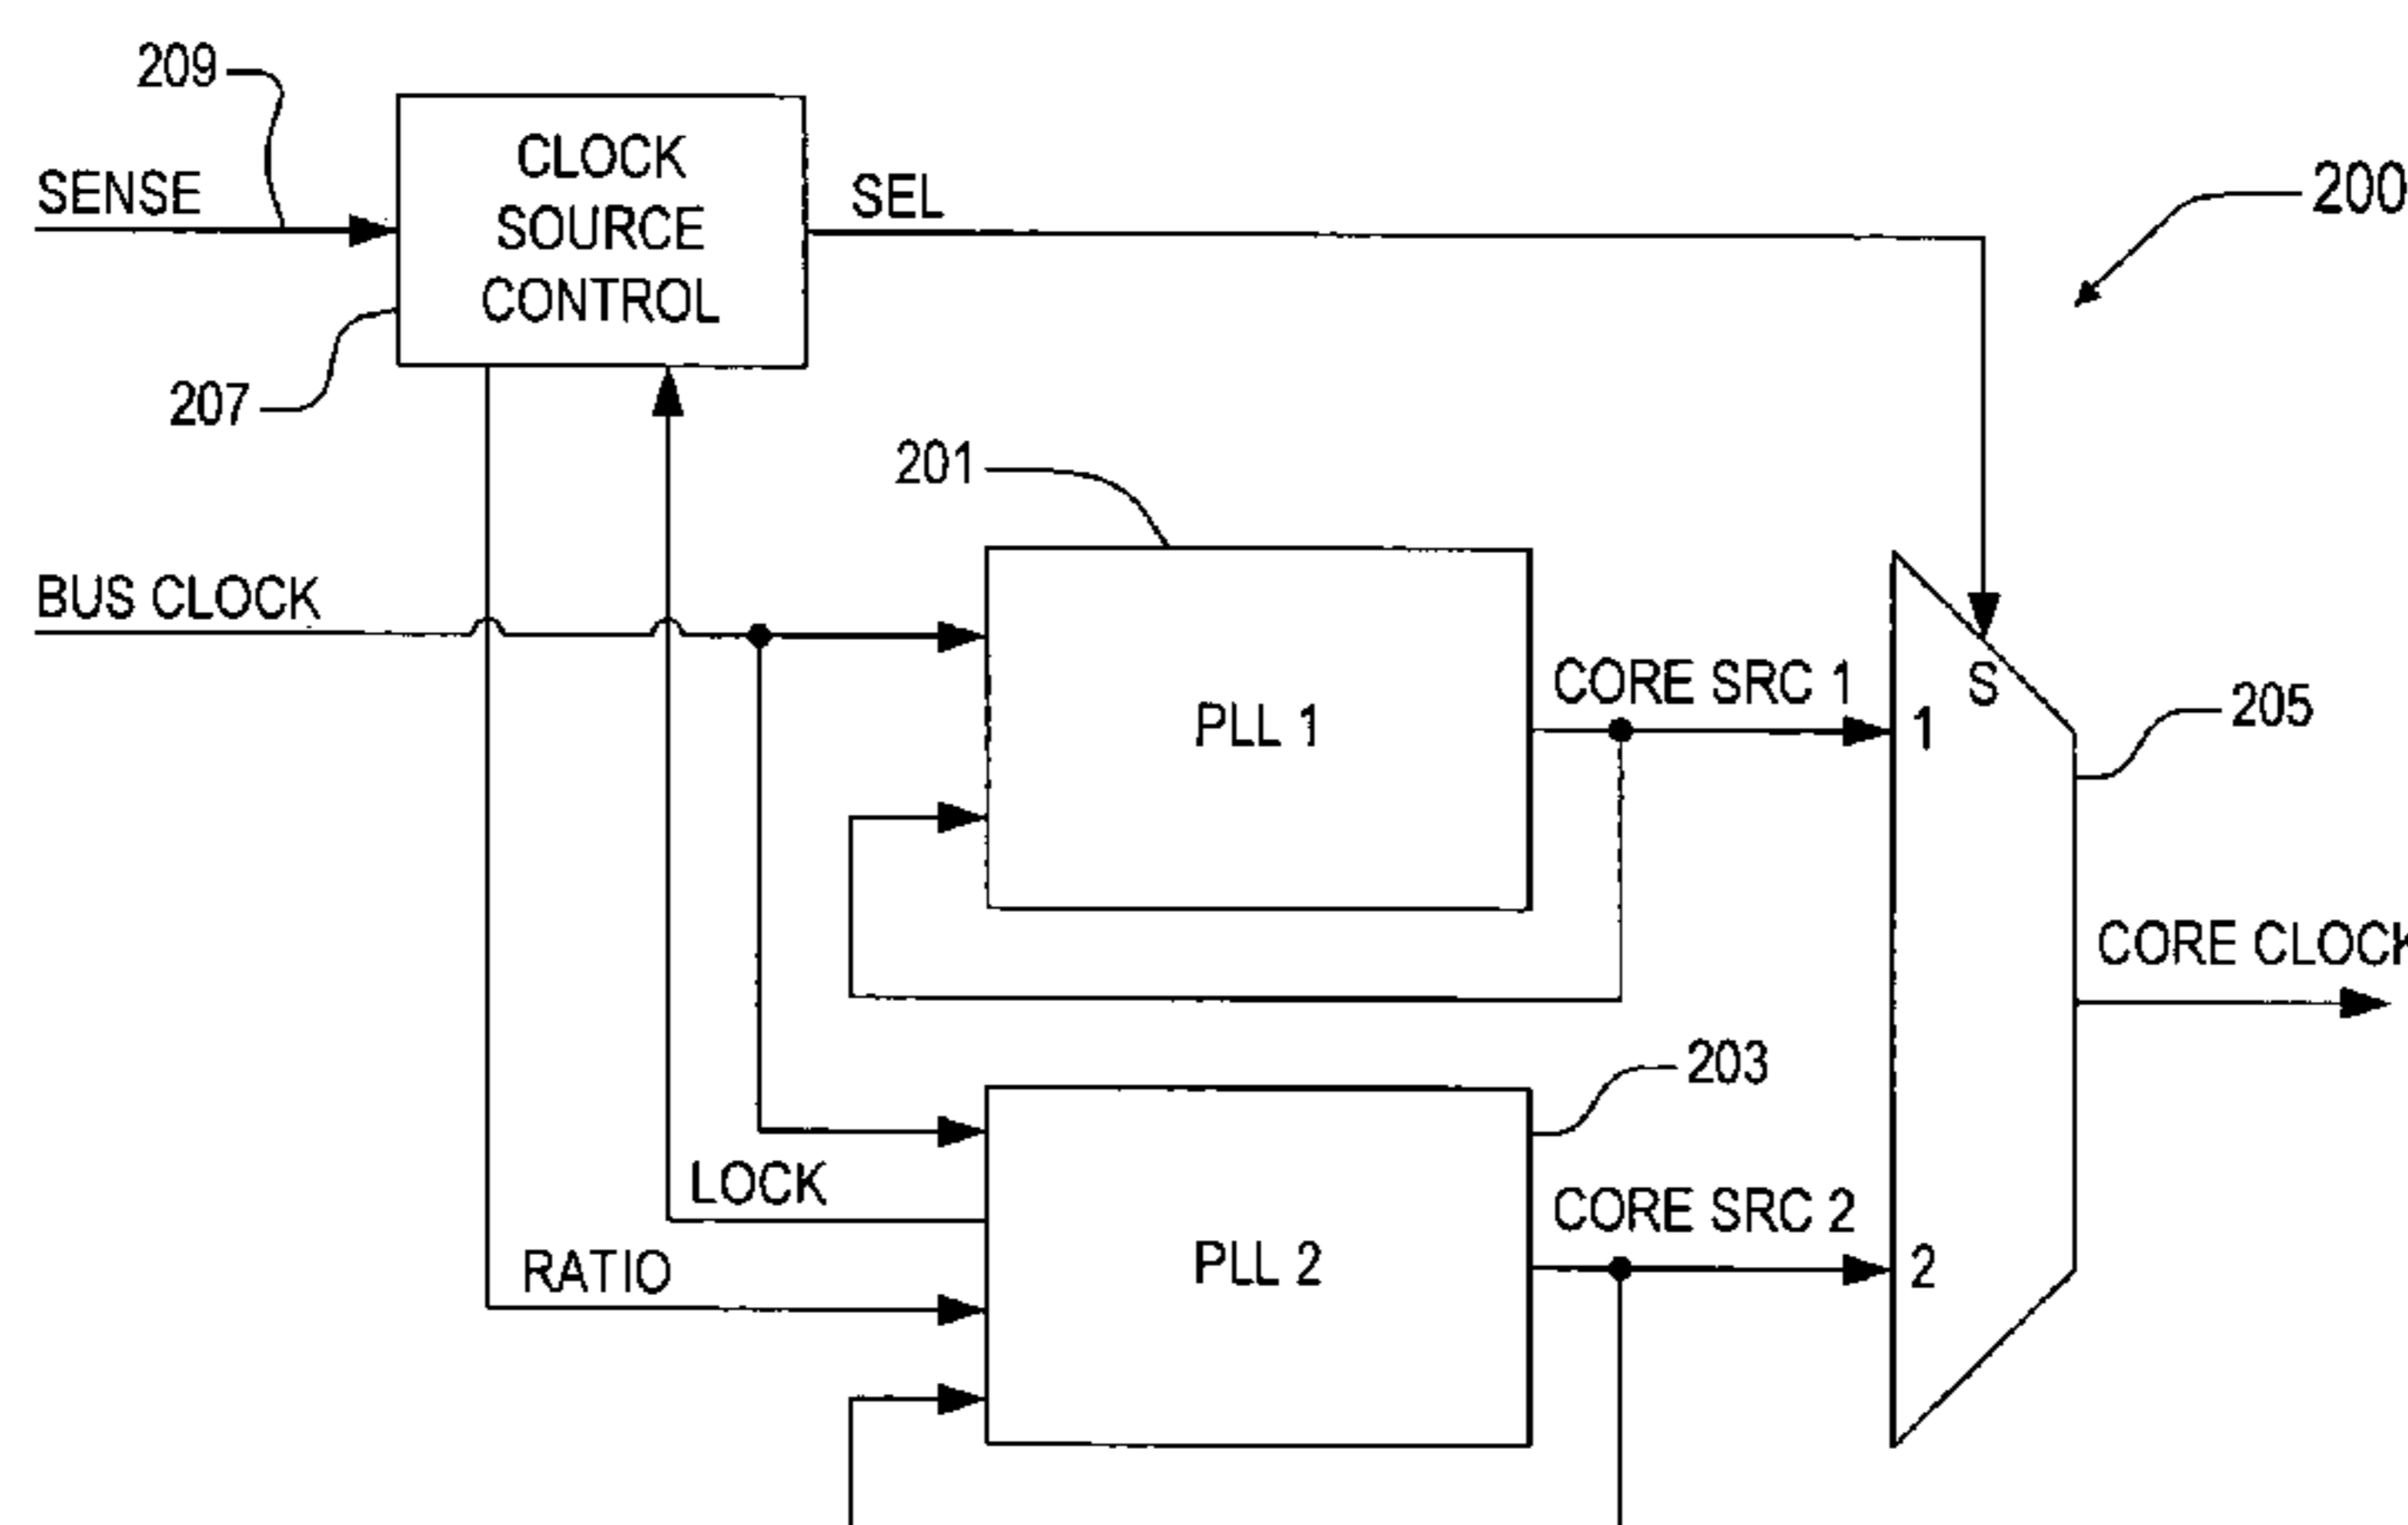 209
SENSE
CLOCK
SOURCE
CONTROL
SEL
200
207
201
BUS CLOCK
PLL 1
CORE SRC 1
1
S
205
CORE CLOCK
203
LOCK
RATIO
PLL 2
CORE SRC 2
2